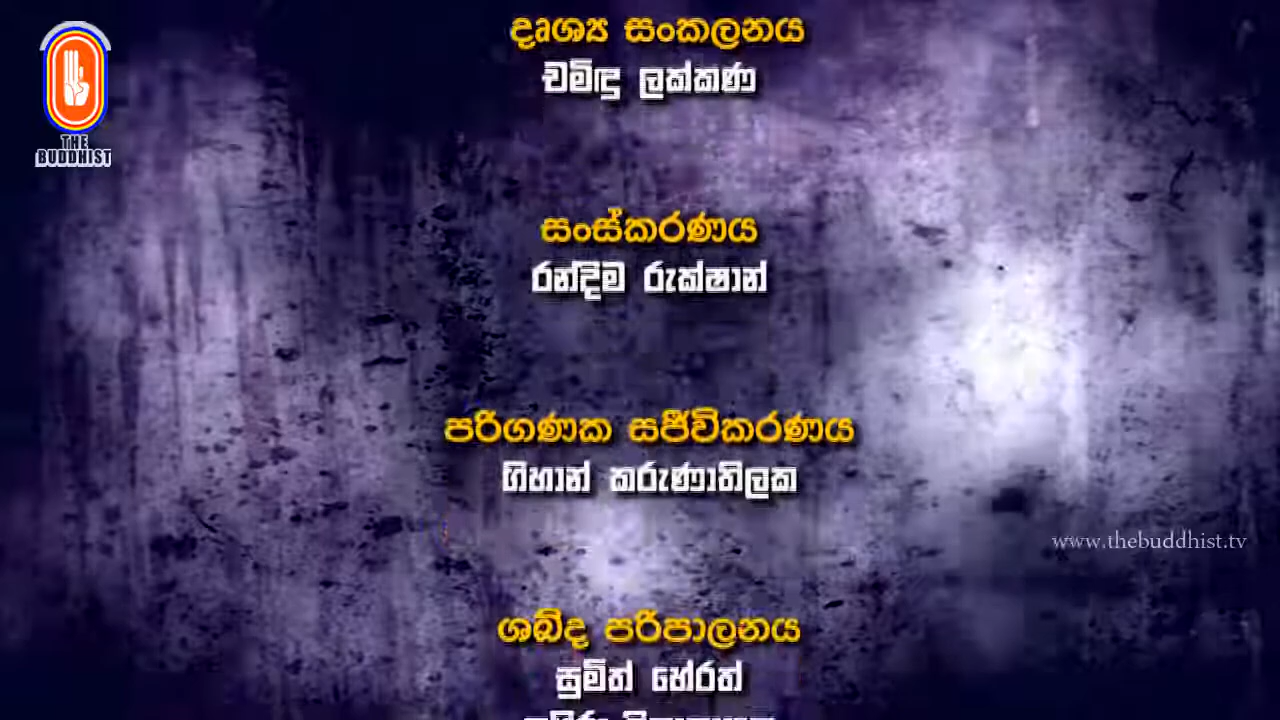 දෘශ්‍ය සංකලනය
චමිඳු ලක්කණ
THE
BUDDHIST
සංස්කරණය
රන්දිම රුක්ෂාන්
පරිගණක සජීවිකරණය
ගිහාන් කරුණාතිලක
www.thebuddhist.tv
ශබ්ද පරිපාලනය
සුමිත් හේරත්